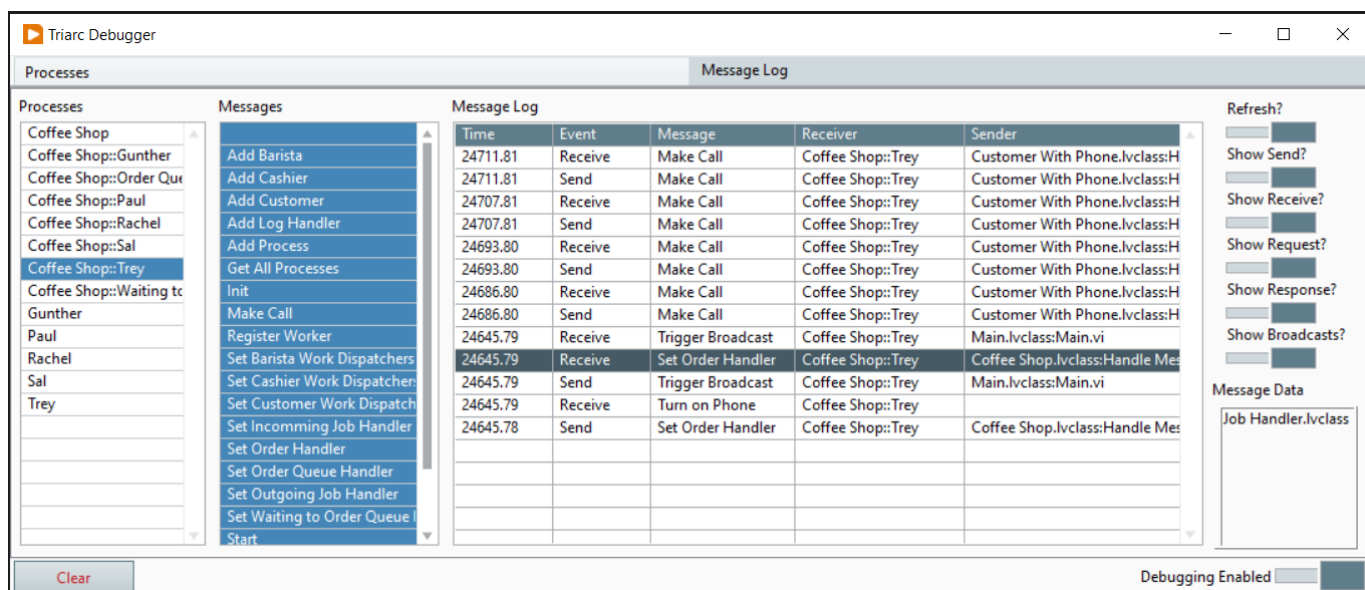 Triarc Debugger
Processes
Message Log
Processes
Coffee Shop
Coffee Shop::Gunther
Coffee Shop::Order Que
Coffee Shop::Paul
Coffee Shop::Rachel
Coffee Shop::Sal
Coffee Shop::Trey
Coffee Shop::Waiting to
Gunther
Paul
Rachel
Sal
Trey
Messages
Add Barista
Add Cashier
Add Customer
Add Log Handler
Add Process
Get All Processes
Init
Make Call
Register Worker
Set Barista Work Dispatchers
Set Cashier Work Dispatchers
Set Customer Work Dispatch
Set Incomming Job Handler
Set Order Handler
Set Order Queue Handler
Set Outgoing Job Handler
Set Waiting to Order Queue
Start
Message Log
Time Event Message Receiver Sender
24711.81 Receive Make Call Coffee Shop::Trey Customer With Phone.lvclass:H
24711.81 Send Make Call Coffee Shop::Trey Customer With Phone.lvclass:H
24707.81 Receive Make Call Coffee Shop::Trey Customer With Phone.lvclass:H
24707.81 Send Make Call Coffee Shop::Trey Customer With Phone.lvclass:H
24693.80 Receive Make Call Coffee Shop::Trey Customer With Phone.lvclass:H
24693.80 Send Make Call Coffee Shop::Trey Customer With Phone.lvclass:H
24686.80 Receive Make Call Coffee Shop::Trey Customer With Phone.lvclass:H
24686.80 Send Make Call Coffee Shop::Trey Customer With Phone.lvclass:H
24645.79 Receive Trigger Broadcast Coffee Shop::Trey Main.lvclass:Main.vi
24645.79 Receive Set Order Handler Coffee Shop::Trey Coffee Shop.lvclass:Handle Mes
24645.79 Send Trigger Broadcast Coffee Shop::Trey Main.lvclass:Main.vi
24645.79 Receive Turn on Phone Coffee Shop::Trey
24645.78 Send Set Order Handler Coffee Shop::Trey Coffee Shop.lvclass:Handle Mes
Refresh?
Show Send?
Show Receive?
Show Request?
Show Response?
Show Broadcasts?
Message Data
Job Handler.lvclass
Clear
Debugging Enabled